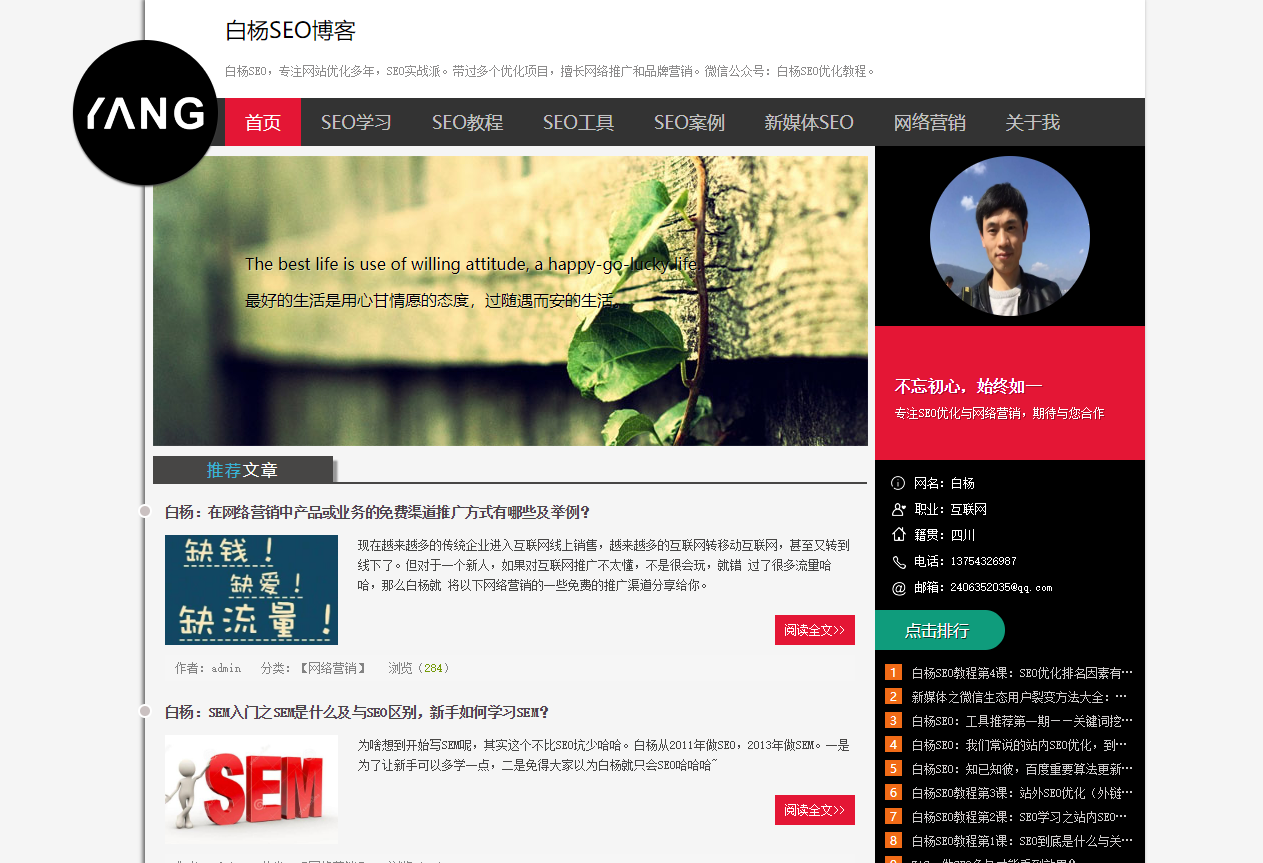 白杨SEO博客
白杨SEO，专注网站优化多年，SEO实战派。带过多个优化项目，擅长网络推广和品牌营销。微信公众号：白杨SEO优化教程。
YANG
首页 SEO学习 SEO教程 SEO工具 SEO案例 新媒体SEO 网络营销 关于我
The best life is use of willing attitude, a happy-go-lucky life.
最好的生活是用心甘情愿的态度，过随遇而安的生活。
推荐文章
白杨：在网络营销中产品或业务的免费渠道推广方式有哪些及举例？
缺钱！
缺爱！
缺流量！
现在越来越多的传统企业进入互联网线上销售，越来越多的互联网转移动互联网，甚至又转到
线下了。但对于一个新人，如果对互联网推广不太懂，不是很会玩，就错 过了很多流量哈
哈，那么白杨就 将以下网络营销的一些免费的推广渠道分享给你。
阅读全文>>
作者：admin 分类：【网络营销】 浏览（284）
白杨：SEM入门之SEM是什么及与SEO区别，新手如何学习SEM？
SEM
为啥想到开始写SEM呢，其实这个不比SEO坑少哈哈。白杨从2011年做SEO，2013年做SEM。一是
为了让新手可以多学一点，二是免得大家以为白杨就只会SEO哈哈哈~
阅读全文>>
不忘初心，始终如一
专注SEO优化与网络营销，期待与您合作
网名：白杨
职业：互联网
籍贯：四川
电话：13754326987
邮箱：2406352035@qq.com
点击排行
1 白杨SEO教程第4课：SEO优化排名因素有…
2 新媒体之微信生态用户裂变方法大全：…
3 白杨SEO：工具推荐第一期－－关键词挖…
4 白杨SEO：我们常说的站内SEO优化，到…
5 白杨SEO：知已知彼，百度重要算法更新…
6 白杨SEO教程第3课：站外SEO优化（外链…
7 白杨SEO教程第2课：SEO学习之站内SEO…
8 白杨SEO教程第1课：SEO到底是什么与关…